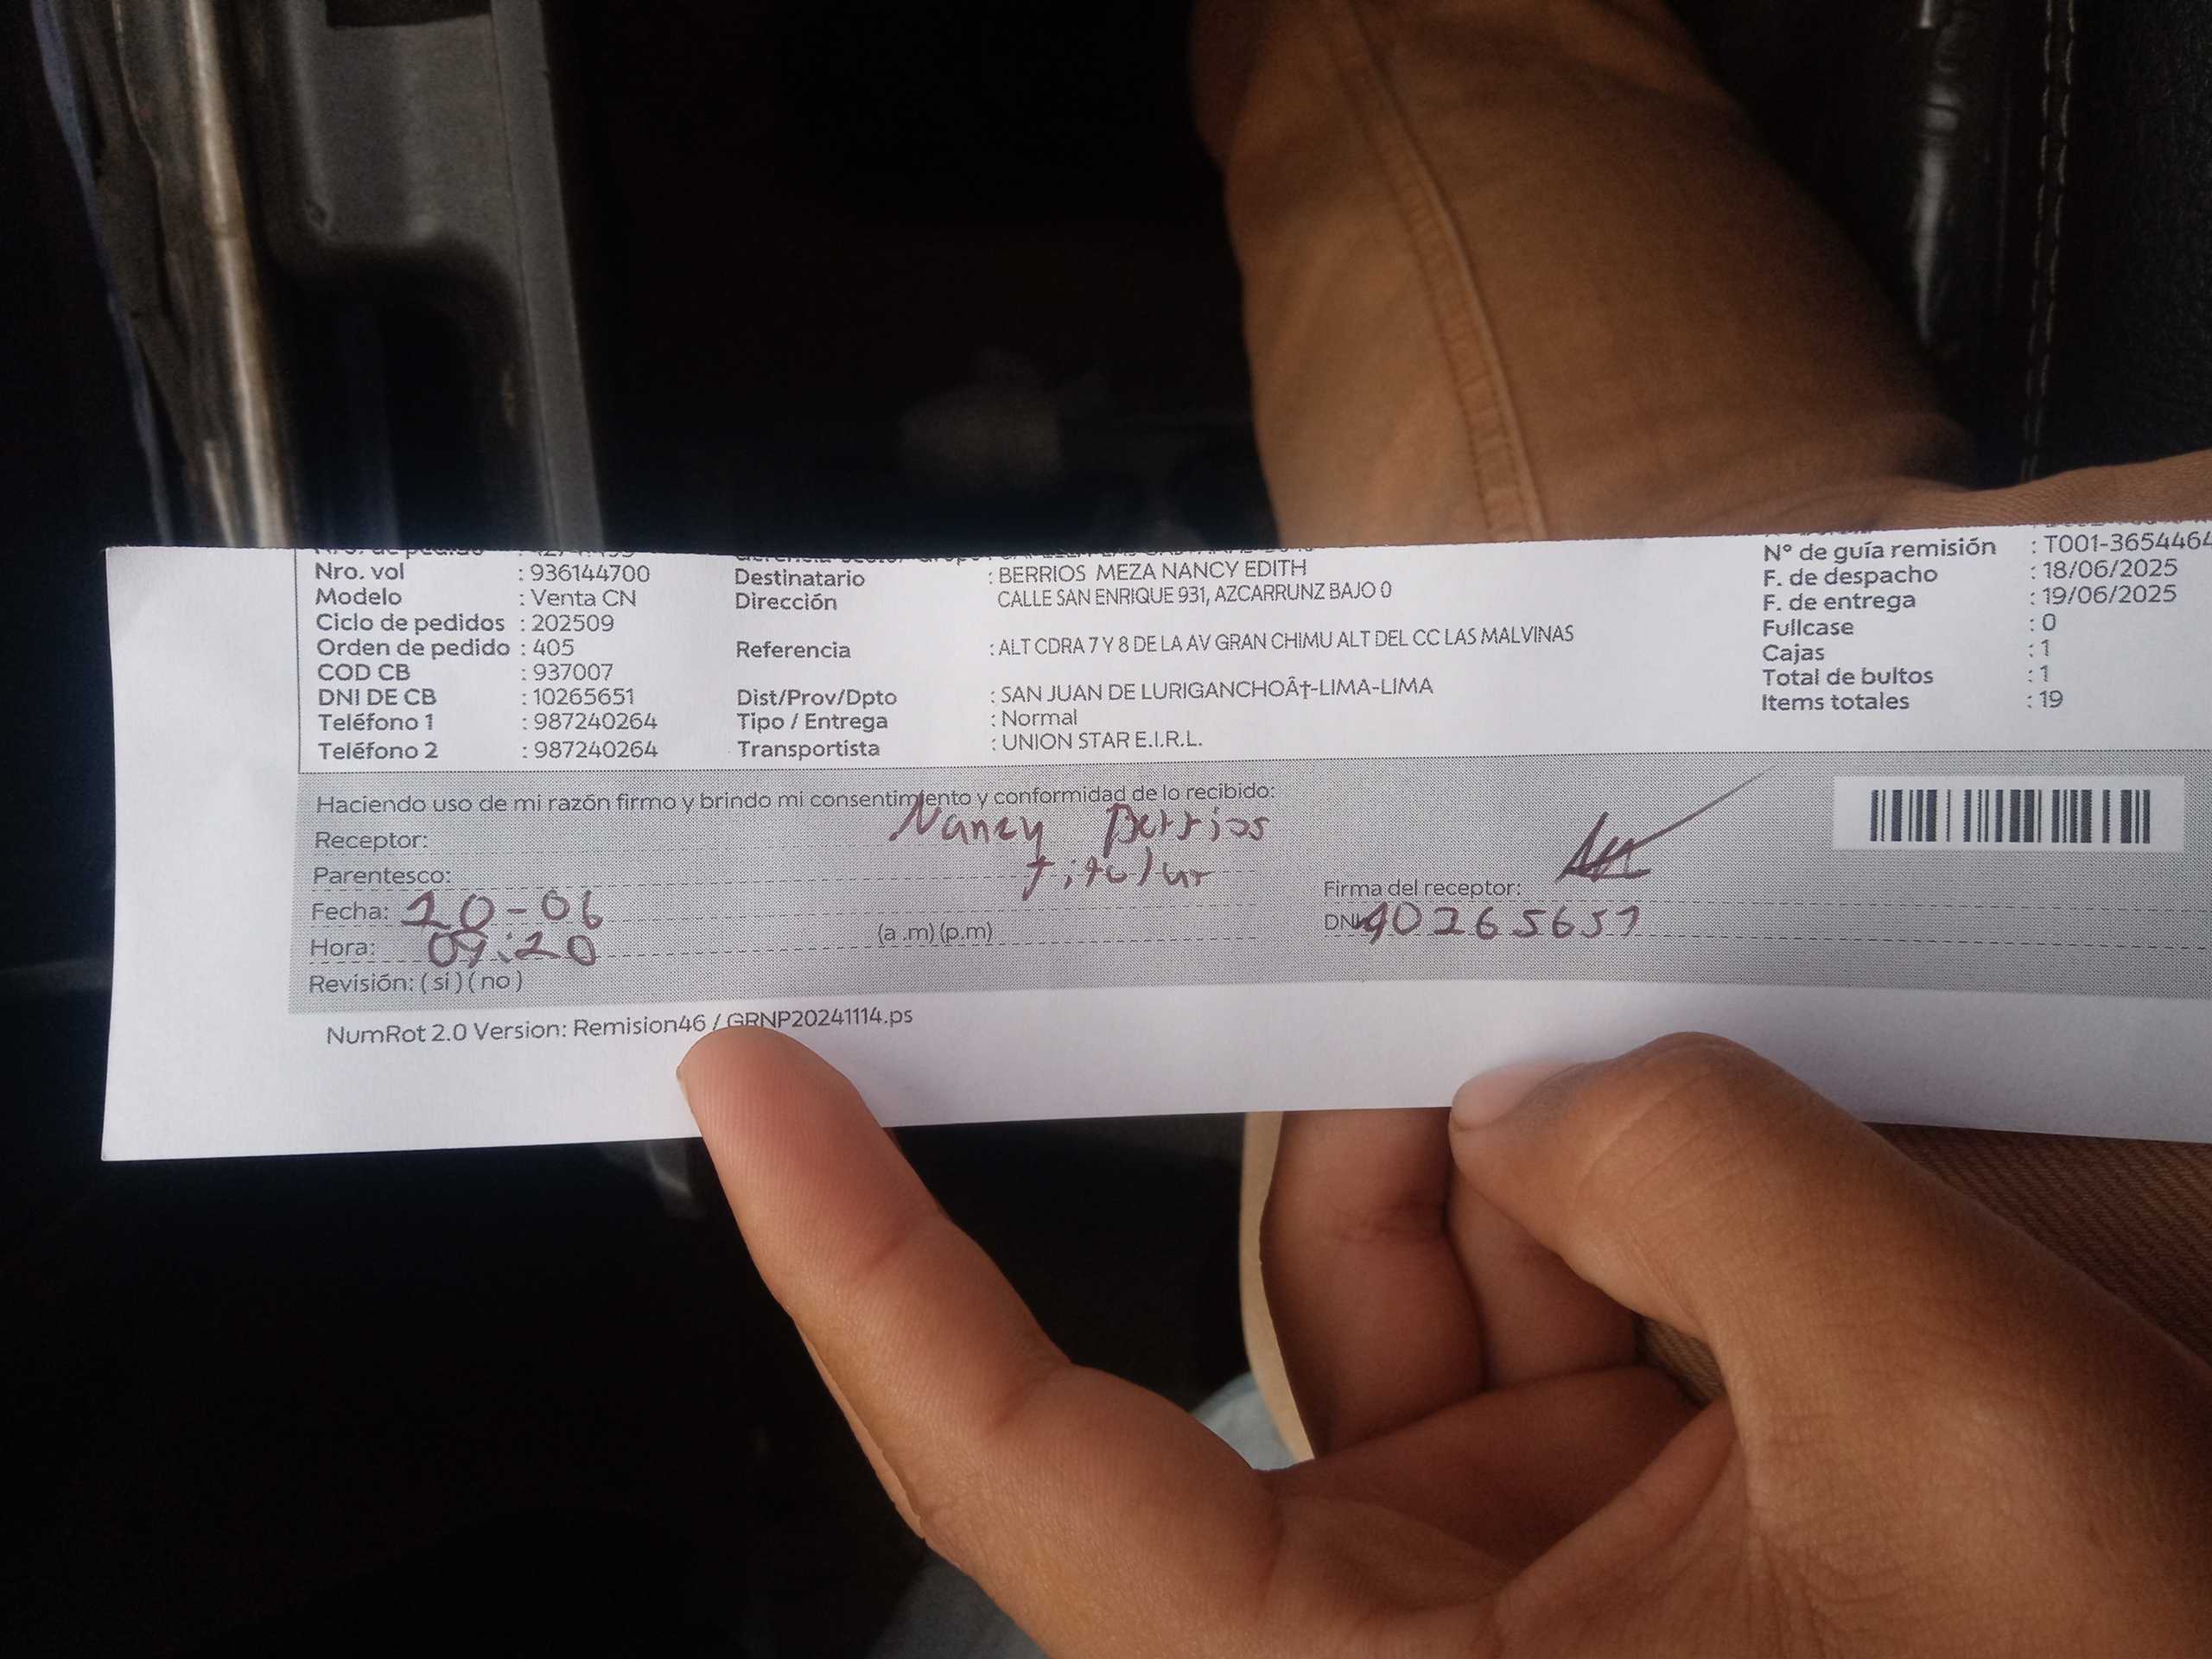 Nro. de pedido
Nro. vol : 936144700
Modelo : Venta CN
Ciclo de pedidos : 202509
Orden de pedido : 405
COD CB : 937007
DNI DE CB : 10265651
Teléfono 1 : 987240264
Teléfono 2 : 987240264
Destinatario : BERRIOS MEZA NANCY EDITH
Dirección CALLE SAN ENRIQUE 931, AZCARRUNZ BAJO 0
Referencia : ALT CDRA 7 Y 8 DE LA AV GRAN CHIMU ALT DEL CC LAS MALVINAS
Dist/Prov/Dpto : SAN JUAN DE LURIGANCHOÂ†-LIMA-LIMA
Tipo / Entrega : Normal
Transportista : UNION STAR E.I.R.L.
N° de guía remisión : T001-3654464
F. de despacho : 18/06/2025
F. de entrega : 19/06/2025
Fullcase : 0
Cajas : 1
Total de bultos : 1
Items totales : 19
Haciendo uso de mi razón firmo y brindo mi consentimiento y conformidad de lo recibido:
Receptor: Nancy Berrios
Parentesco: titular
Fecha: 20-06
Hora: 09:20 (a .m) (p.m)
Revisión: ( si ) ( no )
Firma del receptor:
DNI: 10265651
NumRot 2.0 Version: Remision46 / GRNP20241114.ps